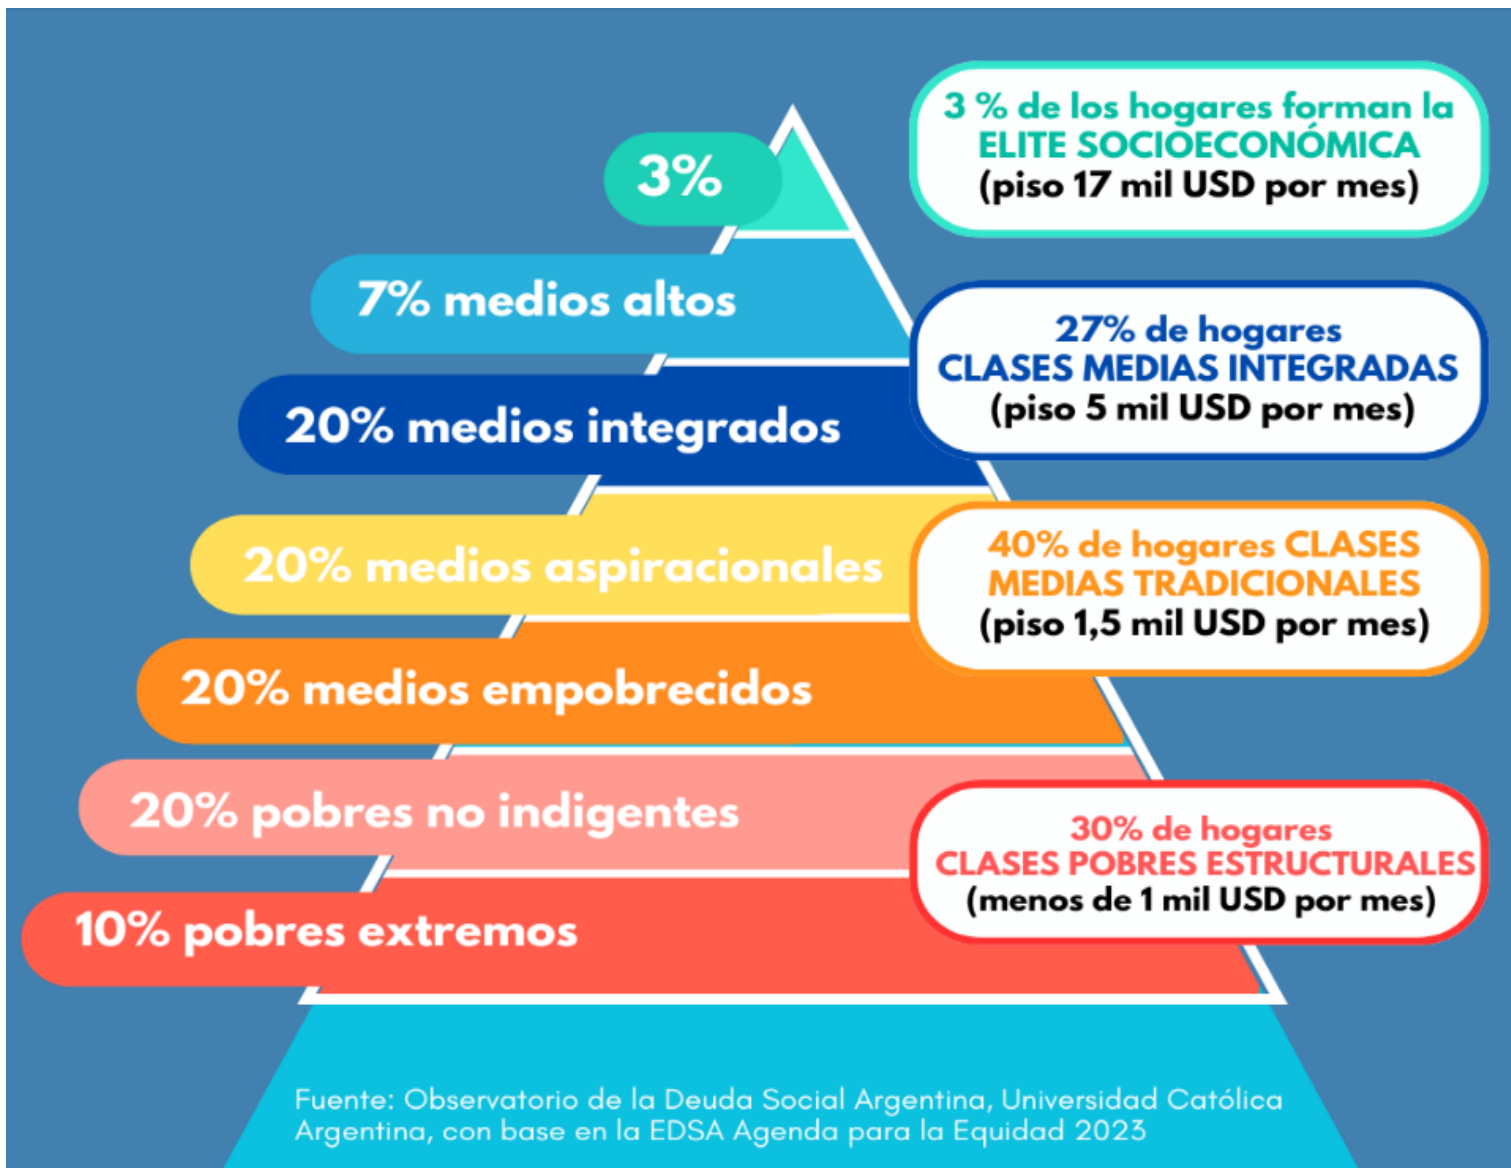 3%
3 % de los hogares forman la
ELITE SOCIOECONÓMICA
(piso 17 mil USD por mes)
7% medios altos
27% de hogares
CLASES MEDIAS INTEGRADAS
(piso 5 mil USD por mes)
20% medios integrados
20% medios aspiracionales
40% de hogares CLASES
MEDIAS TRADICIONALES
(piso 1,5 mil USD por mes)
20% medios empobrecidos
20% pobres no indigentes
30% de hogares
CLASES POBRES ESTRUCTURALES
(menos de 1 mil USD por mes)
10% pobres extremos
Fuente: Observatorio de la Deuda Social Argentina, Universidad Católica
Argentina, con base en la EDSA Agenda para la Equidad 2023